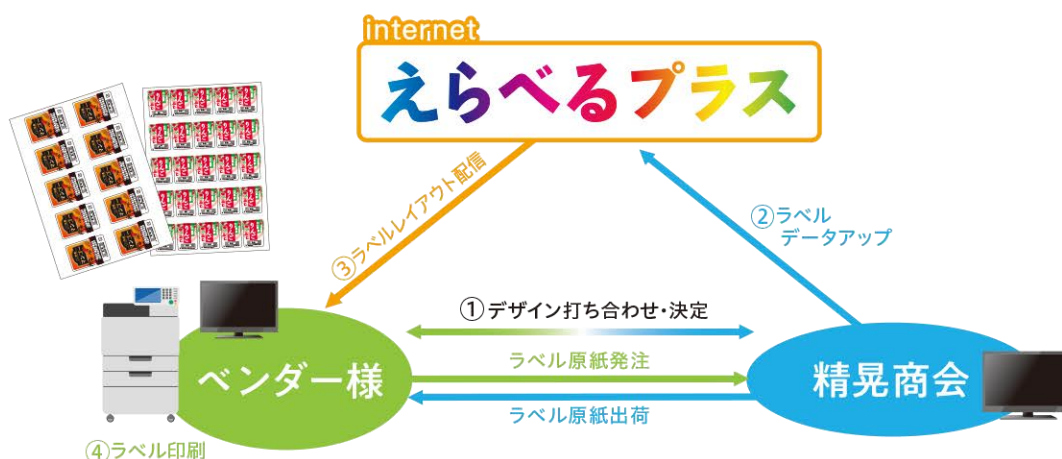 internet
えらべるプラス
③ラベルレイアウト配信
②ラベル
データアップ
①デザイン打ち合わせ・決定
ベンダー様
ラベル原紙発注
精晃商会
ラベル原紙出荷
④ラベル印刷